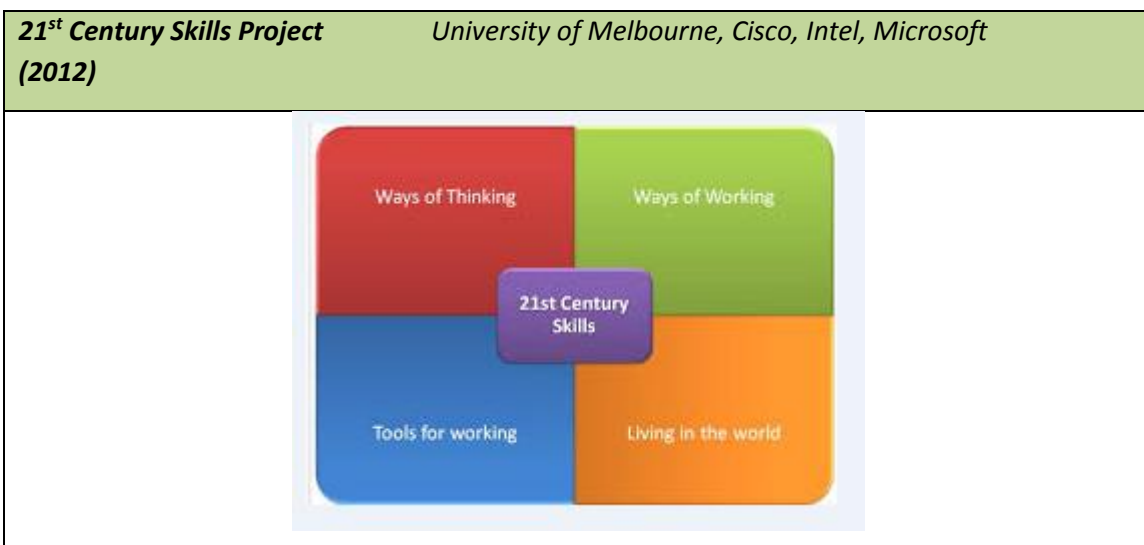 21st Century Skills Project University of Melbourne, Cisco, Intel, Microsoft
(2012)
Ways of Thinking
Ways of Working
21st Century
Skills
Tools for working
Living in the world